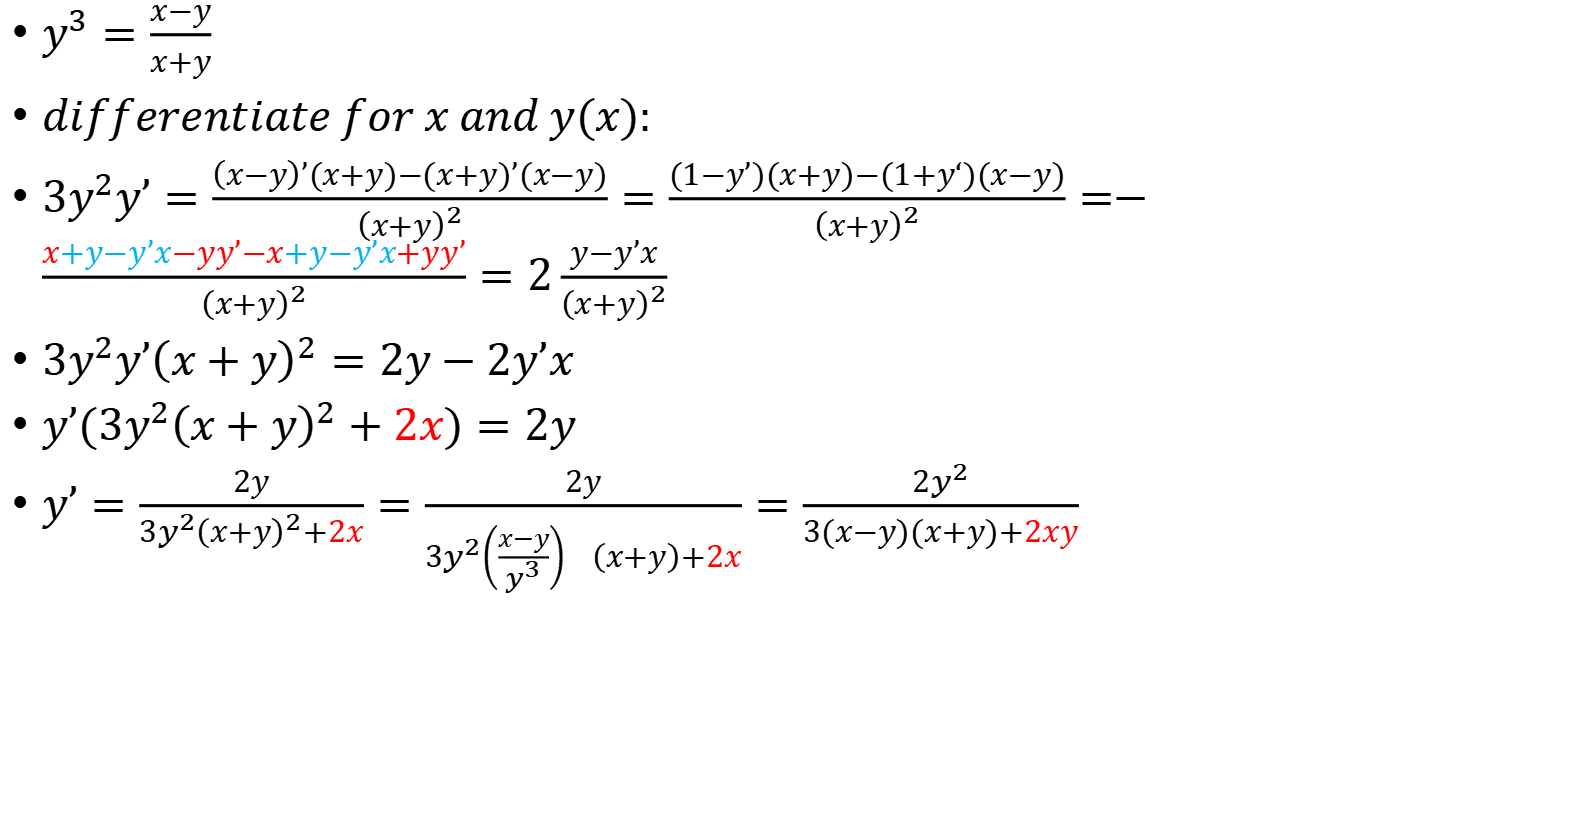 • y³ = (x−y)/(x+y)
• differentiate for x and y(x):
• 3y²y’ = ((x−y)’(x+y)−(x+y)’(x−y))/(x+y)² = ((1−y’)(x+y)−(1+y‘)(x−y))/(x+y)² =−
(x+y−y’x−yy’−x+y−y’x+yy’)/(x+y)² = 2 (y−y’x)/(x+y)²
• 3y²y’(x + y)² = 2y − 2y’x
• y’(3y²(x + y)² + 2x) = 2y
• y’ = 2y/(3y²(x+y)²+2x) = 2y/(3y²((x−y)/y³) (x+y)+2x) = 2y²/(3(x−y)(x+y)+2xy)